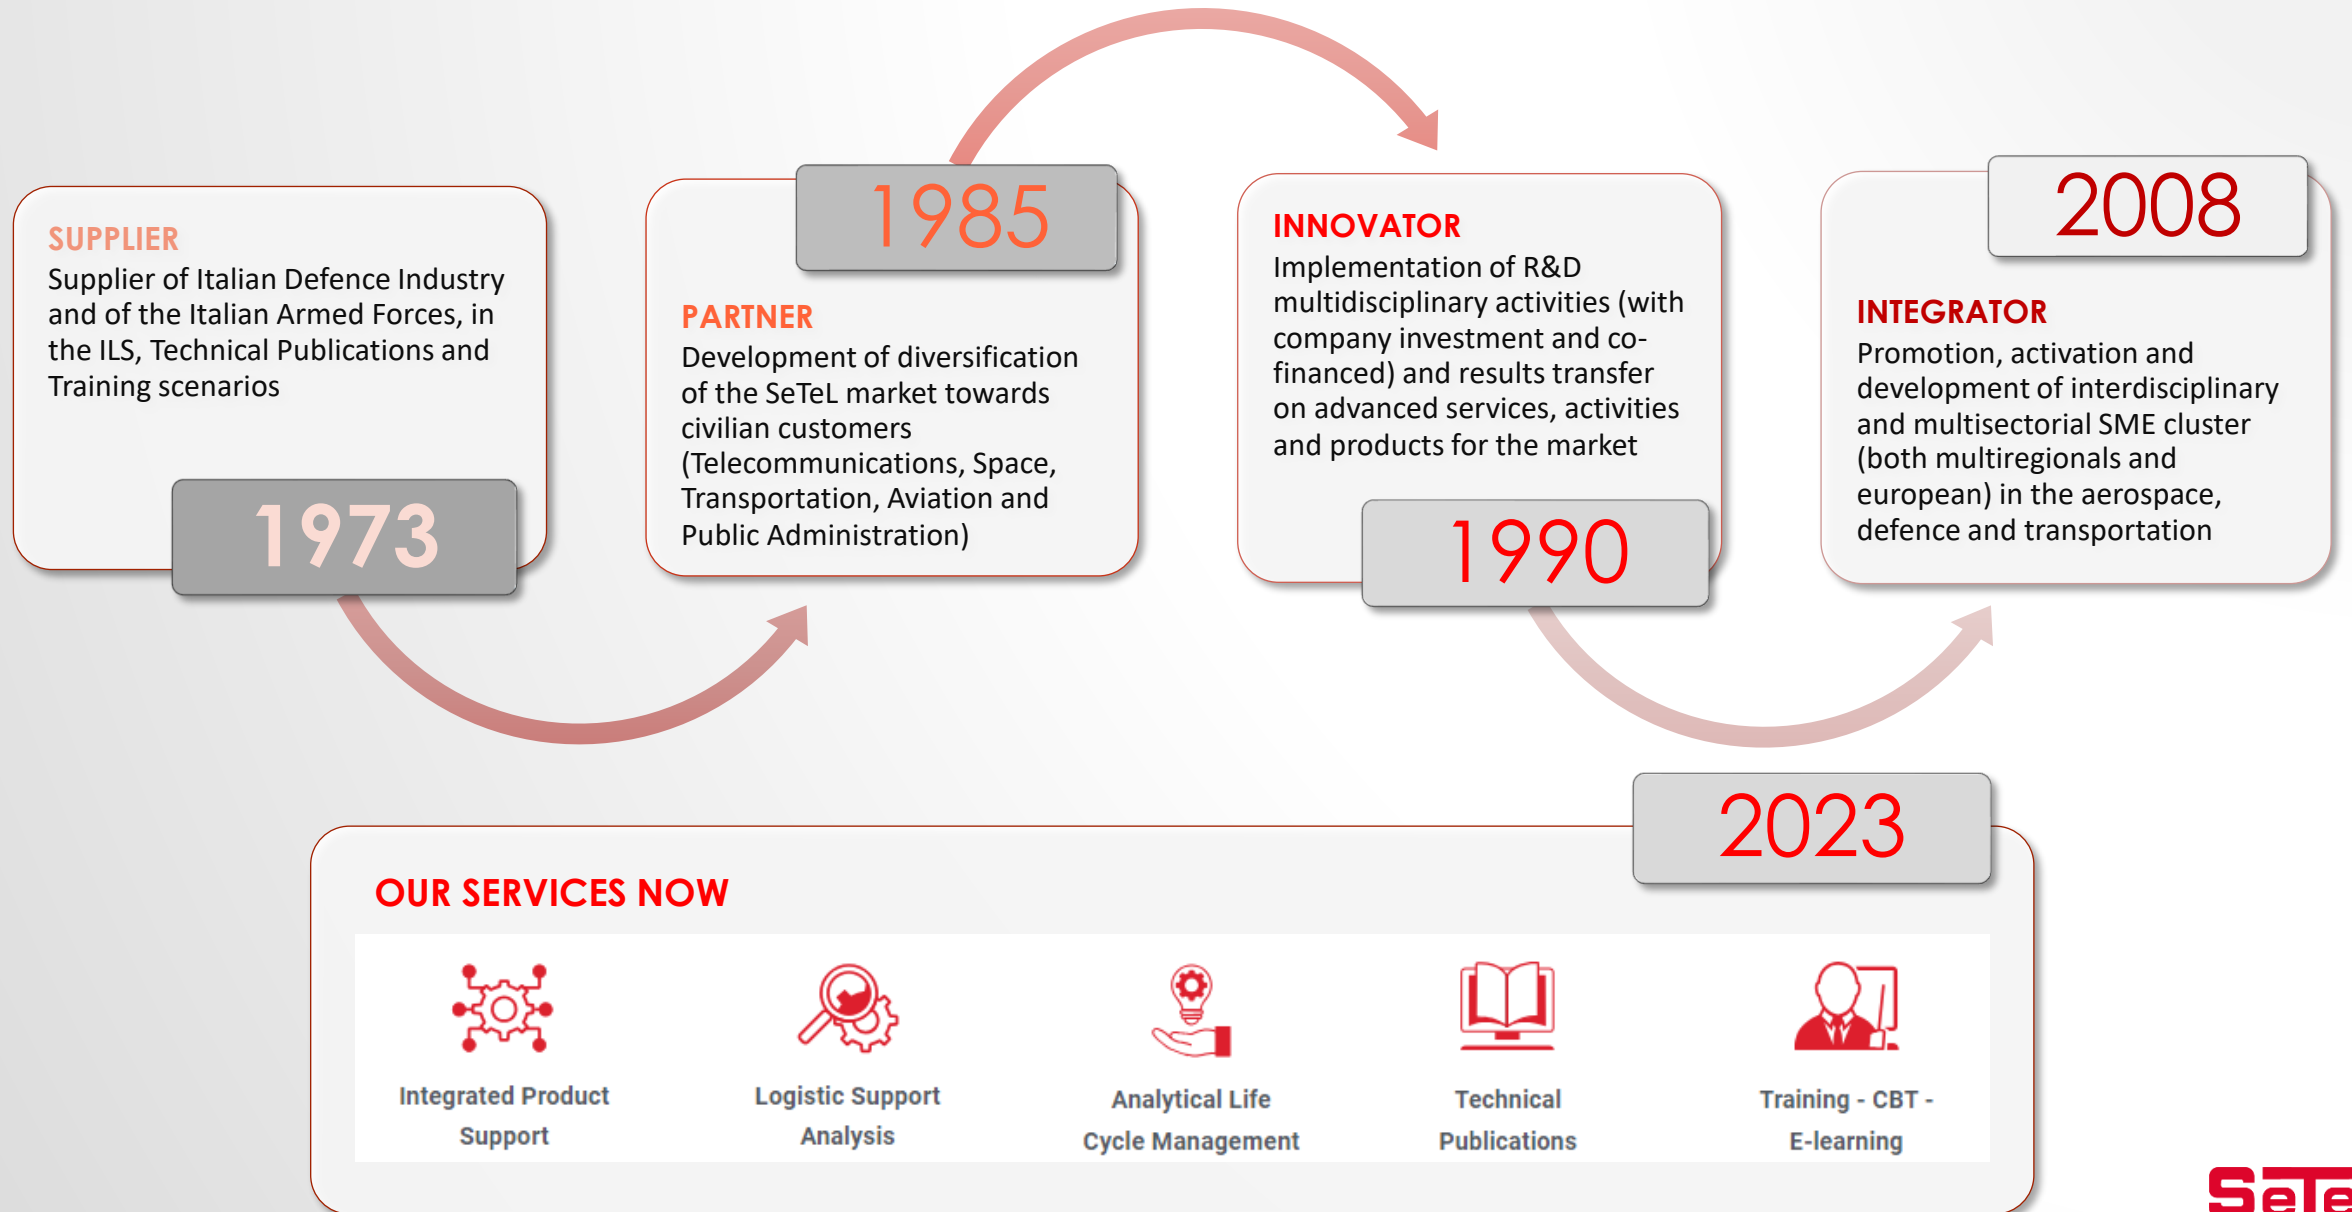 SUPPLIER
Supplier of Italian Defence Industry
and of the Italian Armed Forces, in
the ILS, Technical Publications and
Training scenarios
1973
1985
PARTNER
Development of diversification
of the SeTeL market towards
civilian customers
(Telecommunications, Space,
Transportation, Aviation and
Public Administration)
INNOVATOR
Implementation of R&D
multidisciplinary activities (with
company investment and co-
financed) and results transfer
on advanced services, activities
and products for the market
1990
2008
INTEGRATOR
Promotion, activation and
development of interdisciplinary
and multisectorial SME cluster
(both multiregionals and
european) in the aerospace,
defence and transportation
2023
OUR SERVICES NOW
Integrated Product
Support
Logistic Support
Analysis
Analytical Life
Cycle Management
Technical
Publications
Training - CBT -
E-learning
SeTe